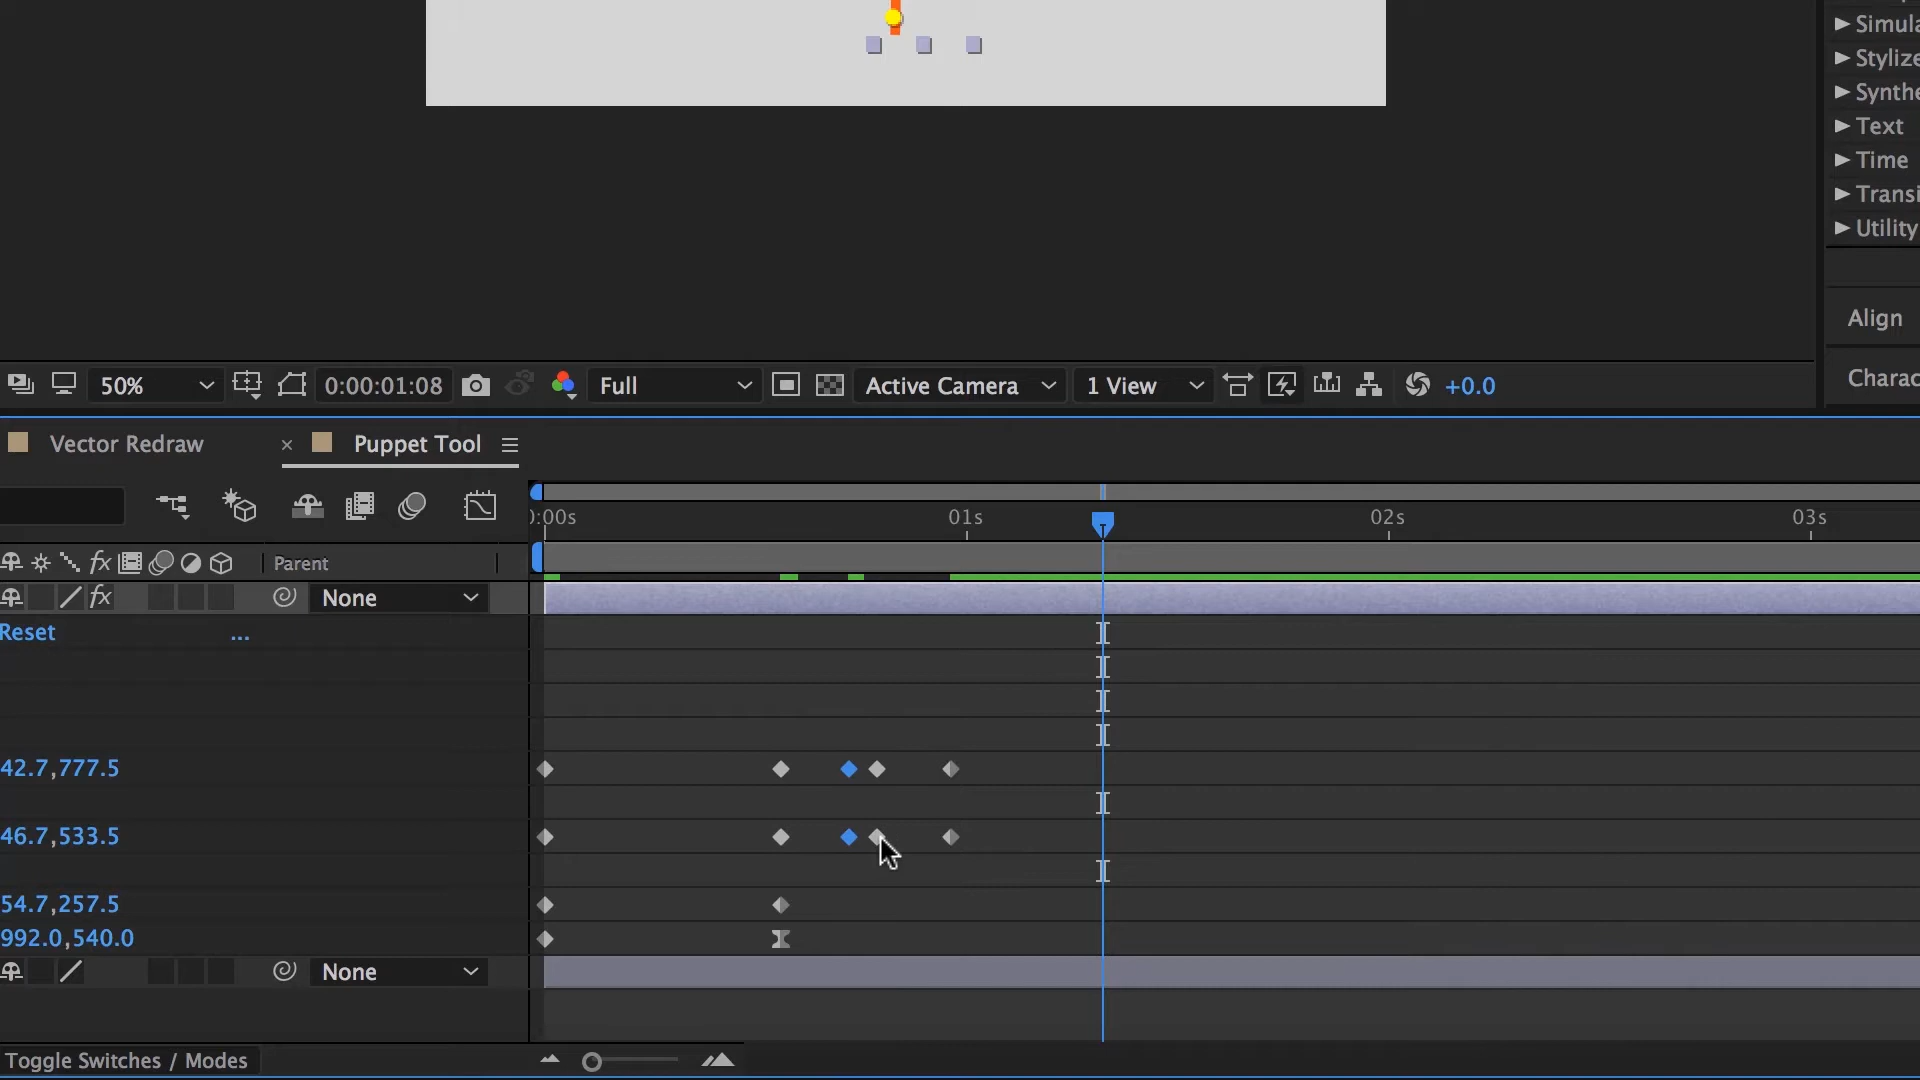 Simula
Stylize
Synthe
Text
Time
Transi
Utility
Align
Charac
50%
0:00:01:08
Full
Active Camera
1 View
+0.0
Vector Redraw
× Puppet Tool
):00s
01s
02s
03s
fx
Parent
fx
None
Reset
...
42.7,777.5
46.7,533.5
54.7,257.5
992.0,540.0
None
Toggle Switches / Modes